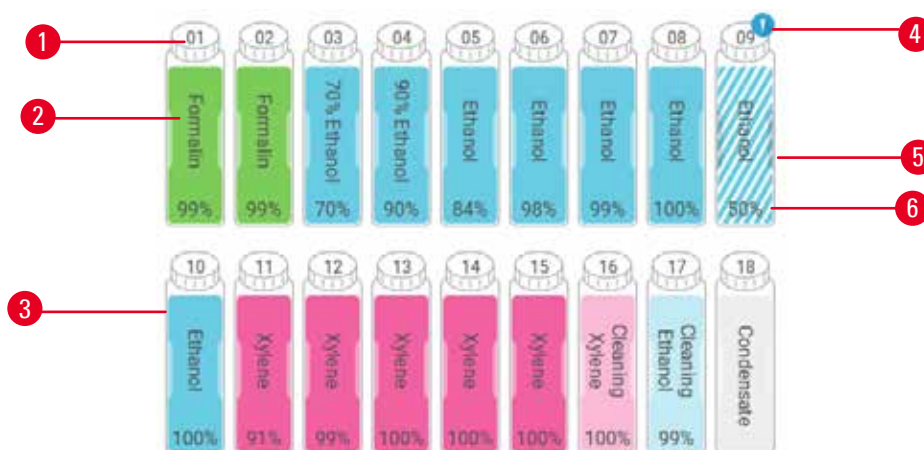 1
01 02 03 04 05 06 07 08 09
4
2
Formalin Formalin 70% Ethanol 90% Ethanol Ethanol Ethanol Ethanol Ethanol Ethanol
5
99% 99% 70% 90% 84% 98% 99% 100% 50%
6
10 11 12 13 14 15 16 17 18
3
Ethanol Xylene Xylene Xylene Xylene Xylene Cleaning Xylene Cleaning Ethanol Condensate
100% 91% 99% 100% 100% 100% 100% 99%